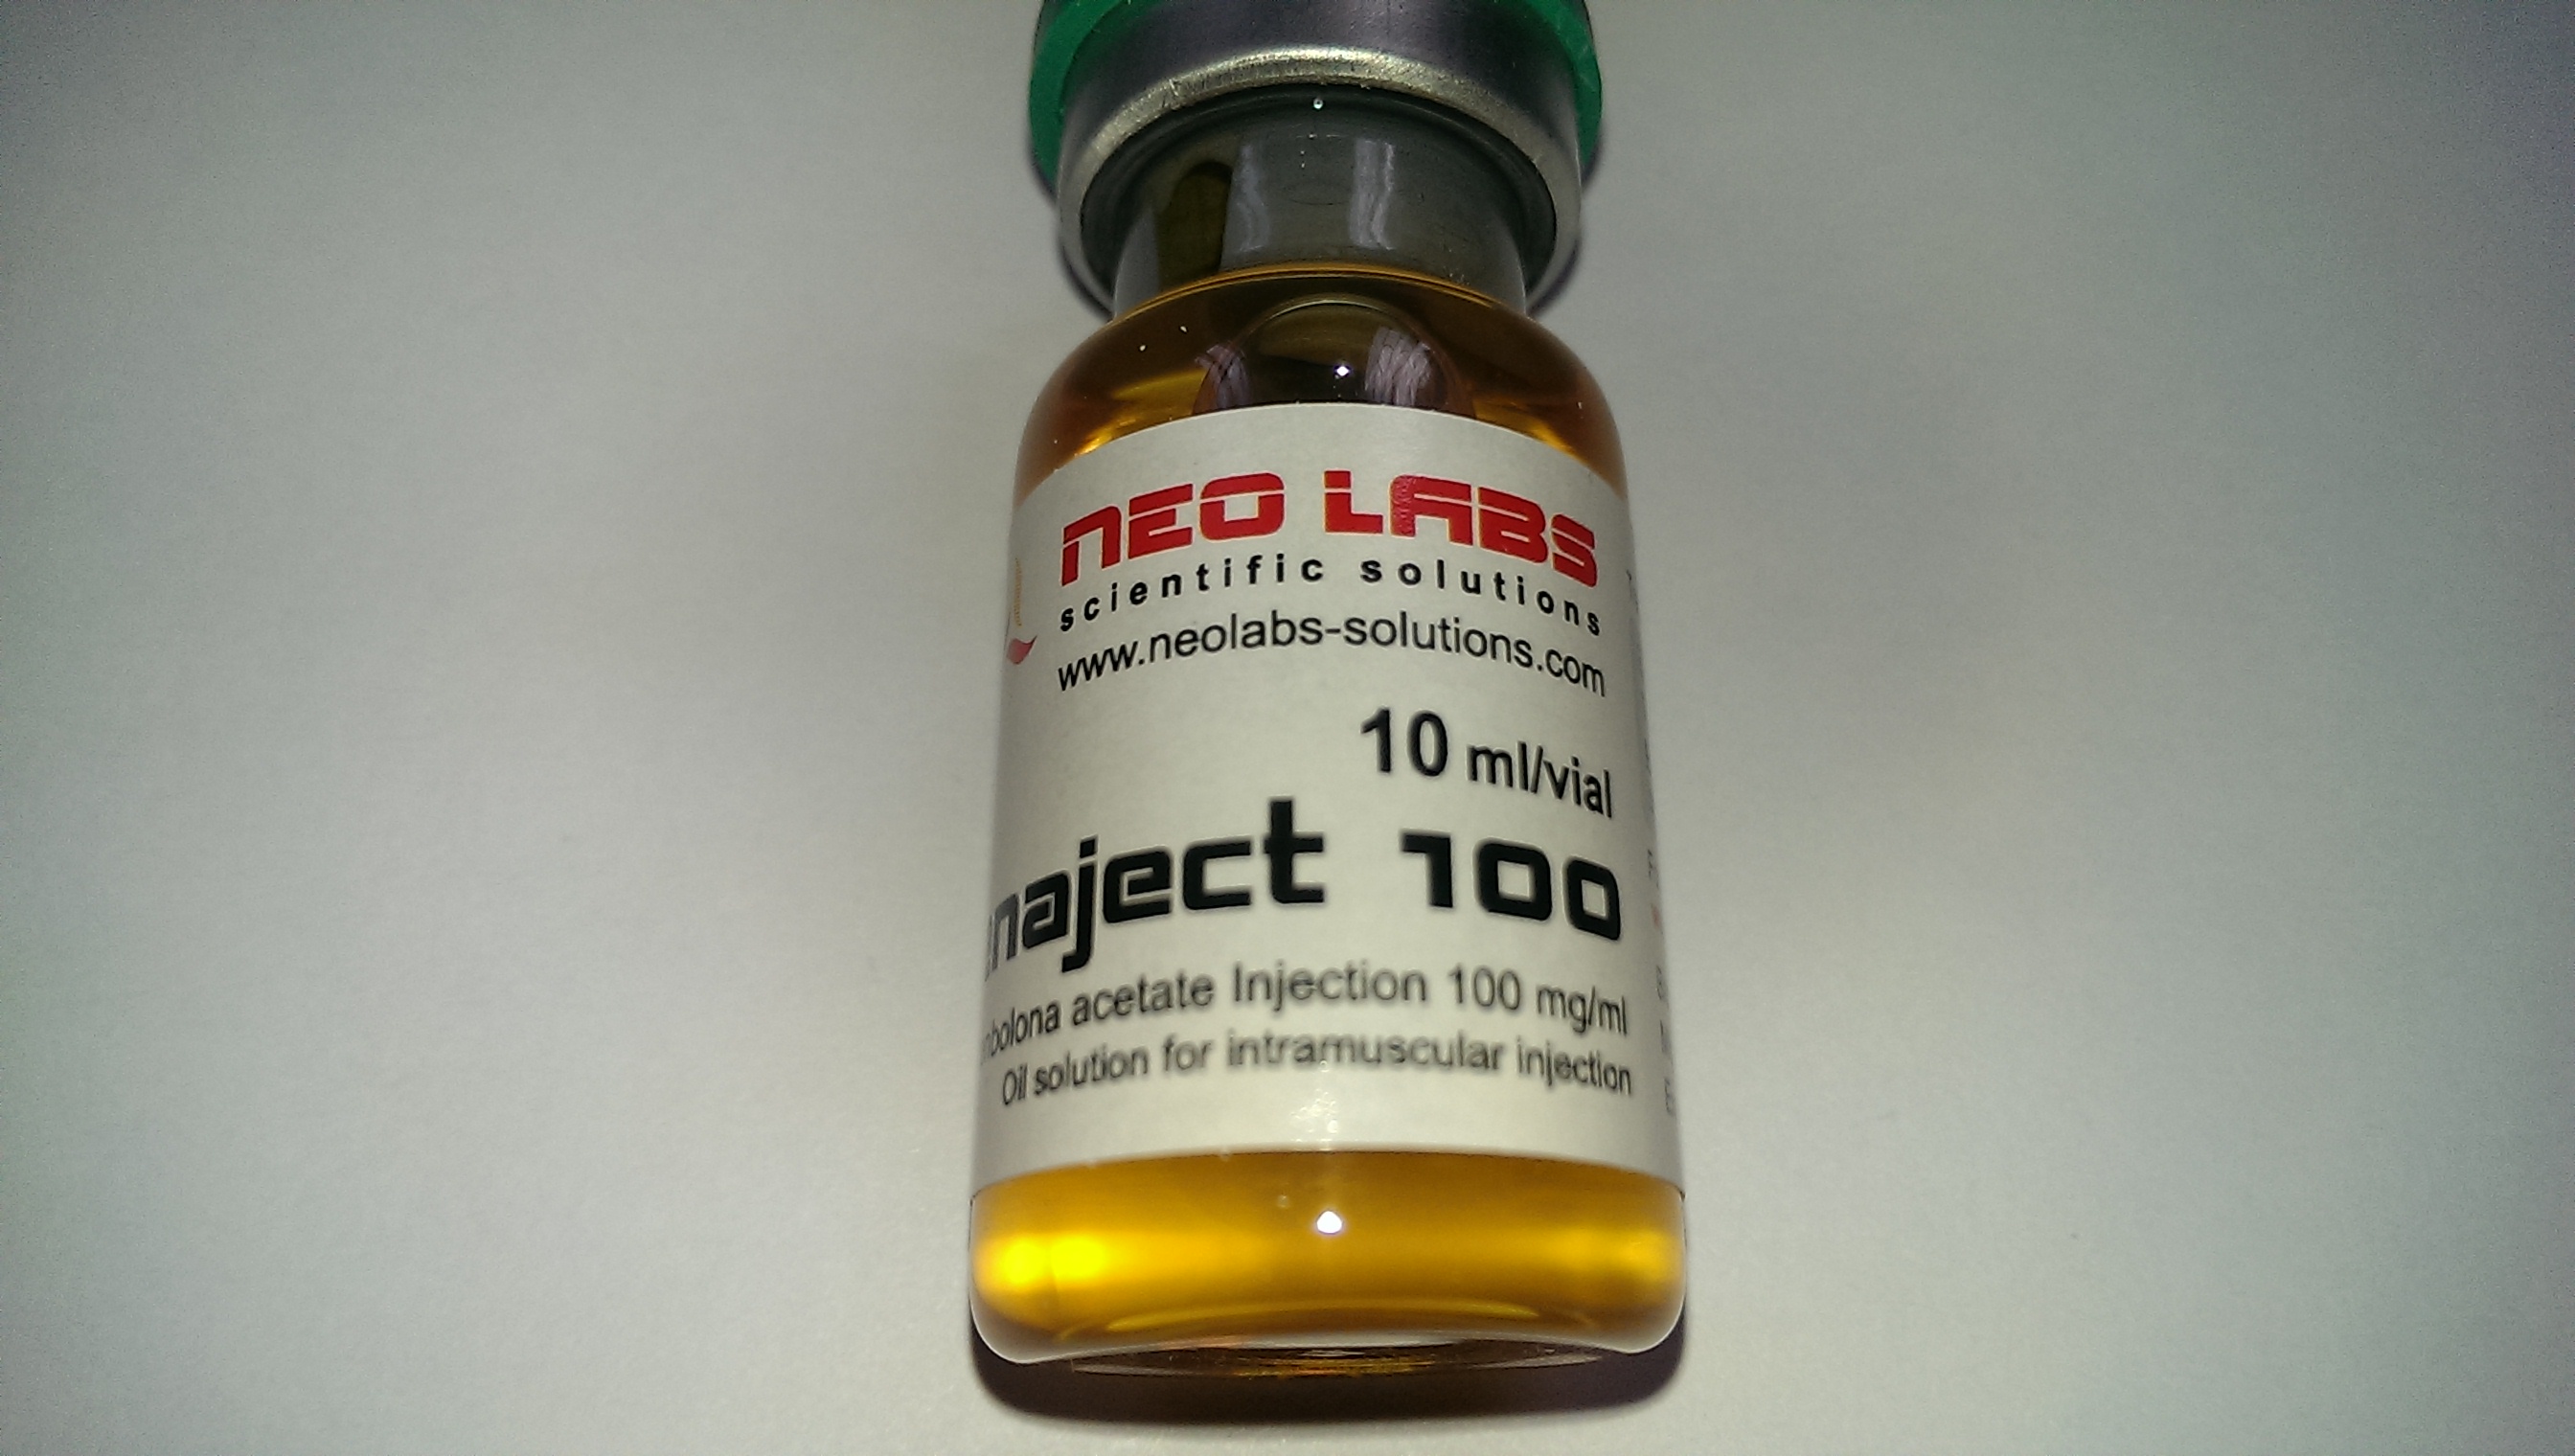 NEO LABS
scientific solutions
www.neolabs-solutions.com
10 ml/vial
naject 100
nbolona acetate Injection 100 mg/ml
Oil solution for intramuscular injection